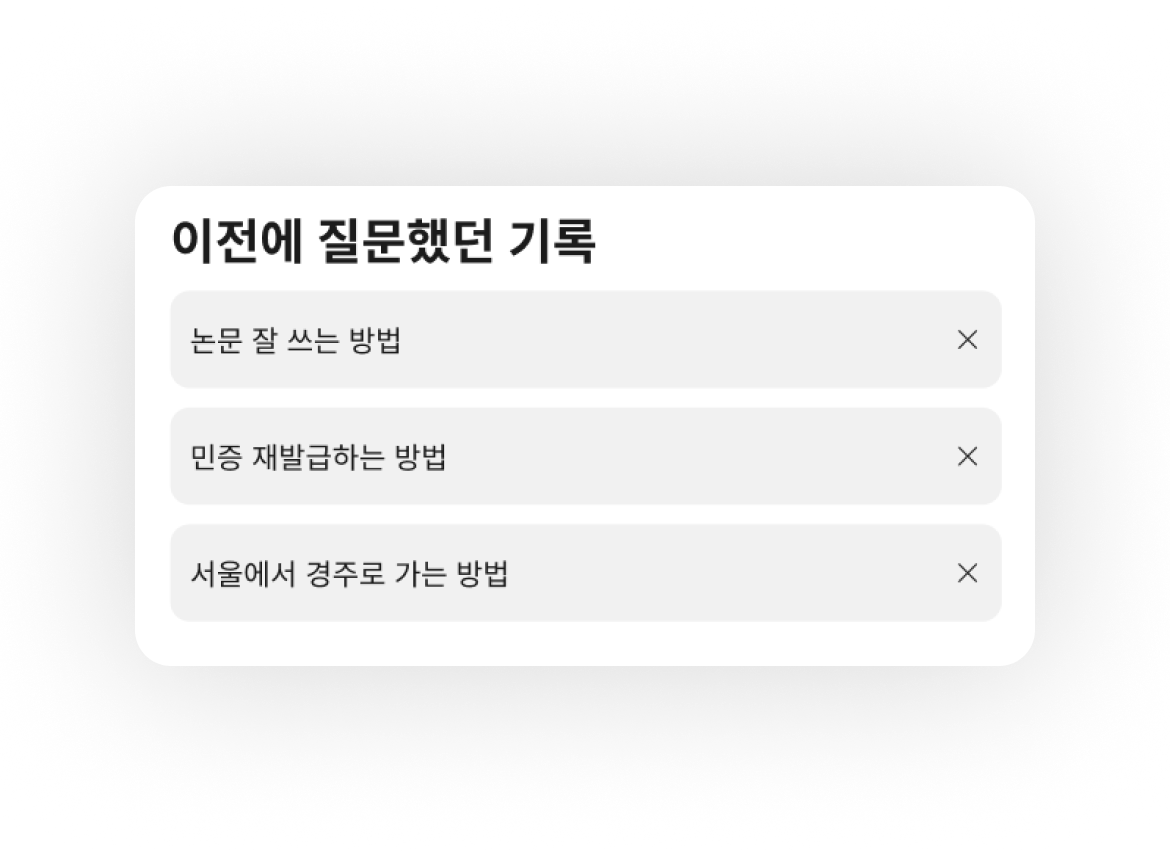 이전에 질문했던 기록
논문 잘 쓰는 방법
민증 재발급하는 방법
서울에서 경주로 가는 방법